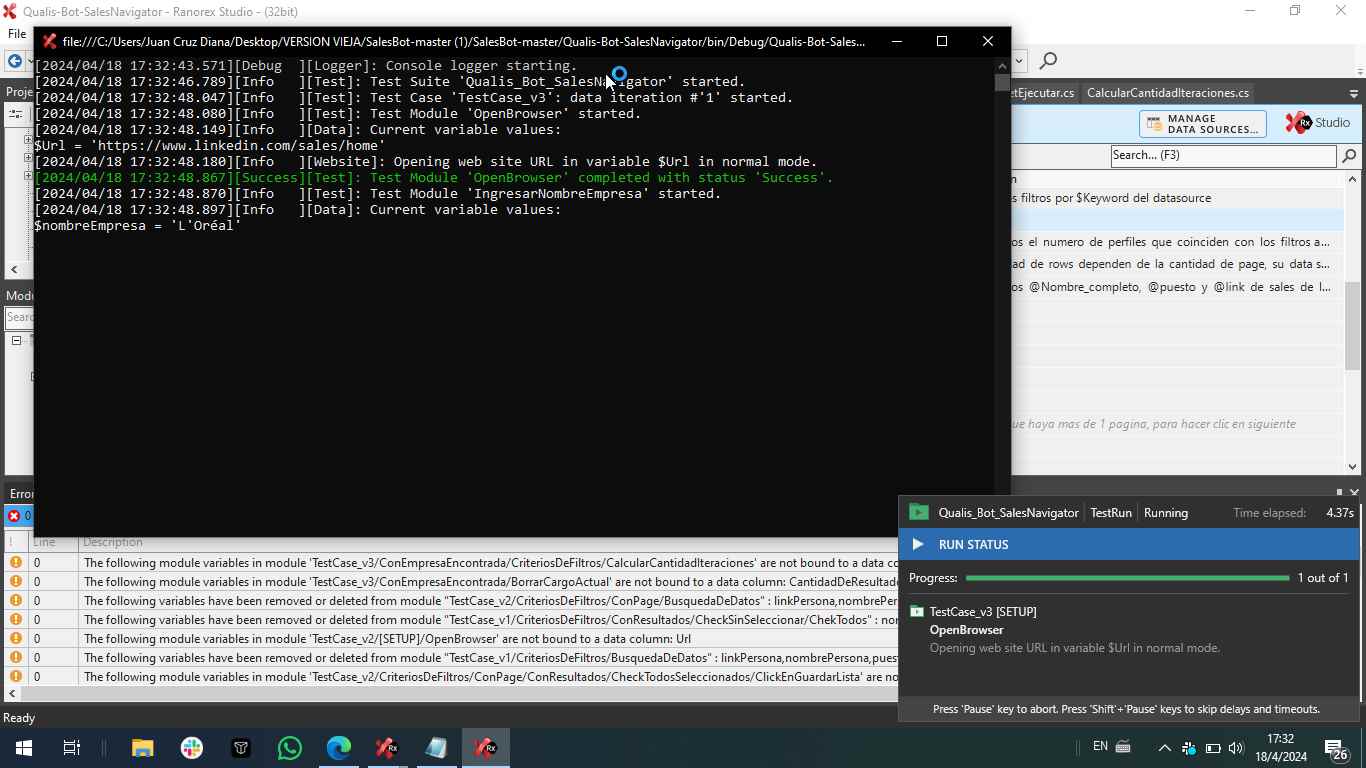 Qualis-Bot-SalesNavigator - Ranorex Studio - (32bit)
File
file:///C:/Users/Juan Cruz Diana/Desktop/VERSION VIEJA/SalesBot-master (1)/SalesBot-master/Qualis-Bot-SalesNavigator/bin/Debug/Qualis-Bot-Sales...
[2024/04/18 17:32:43.571][Debug  ][Logger]: Console logger starting.
[2024/04/18 17:32:46.789][Info   ][Test]: Test Suite 'Qualis_Bot_SalesNavigator' started.
[2024/04/18 17:32:48.047][Info   ][Test]: Test Case 'TestCase_v3': data iteration #'1' started.
[2024/04/18 17:32:48.080][Info   ][Test]: Test Module 'OpenBrowser' started.
[2024/04/18 17:32:48.149][Info   ][Data]: Current variable values:
$Url = 'https://www.linkedin.com/sales/home'
[2024/04/18 17:32:48.180][Info   ][Website]: Opening web site URL in variable $Url in normal mode.
[2024/04/18 17:32:48.867][Success][Test]: Test Module 'OpenBrowser' completed with status 'Success'.
[2024/04/18 17:32:48.870][Info   ][Test]: Test Module 'IngresarNombreEmpresa' started.
[2024/04/18 17:32:48.897][Info   ][Data]: Current variable values:
$nombreEmpresa = 'L'Oréal'
Proje
etEjecutar.cs
CalcularCantidadIteraciones.cs
MANAGE
DATA SOURCES...
Rx Studio
Search... (F3)
s filtros por $Keyword del datasource
os el numero de perfiles que coinciden con los filtros a...
ad de rows dependen de la cantidad de page, su data s...
os @Nombre_completo, @puesto y @link de sales de l...
ue haya mas de 1 pagina, para hacer clic en siguiente
Modu
Searc
Error
0
! Line Description
0 The following module variables in module 'TestCase_v3/ConEmpresaEncontrada/CriteriosDeFiltros/CalcularCantidadIteraciones' are not bound to a data co
0 The following module variables in module 'TestCase_v3/ConEmpresaEncontrada/BorrarCargoActual' are not bound to a data column: CantidadDeResultado
0 The following variables have been removed or deleted from module "TestCase_v2/CriteriosDeFiltros/ConPage/BusquedaDeDatos" : linkPersona,nombrePer
0 The following variables have been removed or deleted from module "TestCase_v1/CriteriosDeFiltros/ConResultados/CheckSinSeleccionar/ChekTodos" : nor
0 The following module variables in module 'TestCase_v2/[SETUP]/OpenBrowser' are not bound to a data column: Url
0 The following variables have been removed or deleted from module "TestCase_v1/CriteriosDeFiltros/BusquedaDeDatos" : linkPersona,nombrePersona,pues
0 The following module variables in module 'TestCase_v2/CriteriosDeFiltros/ConPage/ConResultados/CheckTodosSeleccionados/ClickEnGuardarLista' are no
Qualis_Bot_SalesNavigator TestRun Running Time elapsed: 4.37s
RUN STATUS
Progress: 1 out of 1
TestCase_v3 [SETUP]
OpenBrowser
Opening web site URL in variable $Url in normal mode.
Press 'Pause' key to abort. Press 'Shift'+'Pause' keys to skip delays and timeouts.
Ready
EN
17:32
18/4/2024
26